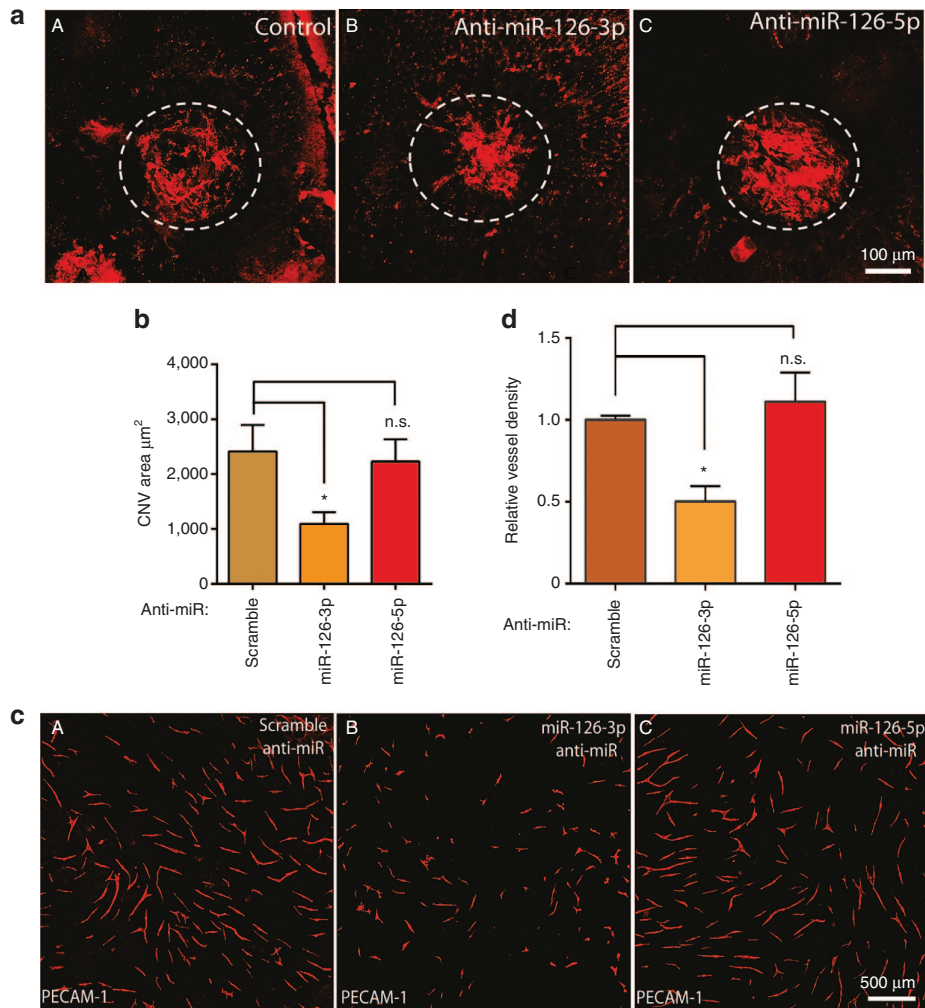 a
A
Control
B
Anti-miR-126-3p
C
Anti-miR-126-5p
100 μm
b
4,000
3,000
2,000
1,000
0
CNV area μm²
*
n.s.
Anti-miR:
Scramble
miR-126-3p
miR-126-5p
d
1.5
1.0
0.5
0
Relative vessel density
*
n.s.
Anti-miR:
Scramble
miR-126-3p
miR-126-5p
c
A
Scramble
anti-miR
PECAM-1
B
miR-126-3p
anti-miR
PECAM-1
C
miR-126-5p
anti-miR
PECAM-1
500 μm